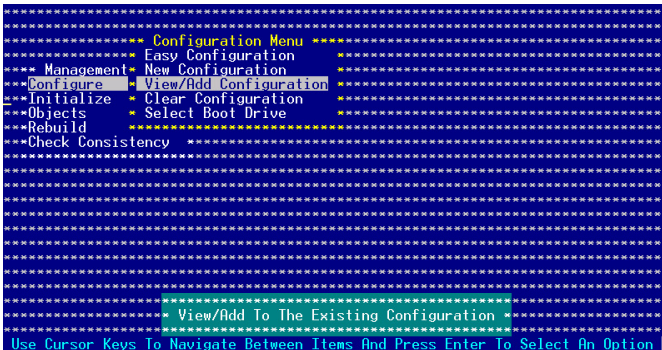 Configuration Menu
Easy Configuration
Management
New Configuration
Configure
View/Add Configuration
Initialize
Clear Configuration
Objects
Select Boot Drive
Rebuild
Check Consistency
View/Add To The Existing Configuration
Use Cursor Keys To Navigate Between Items And Press Enter To Select An Option